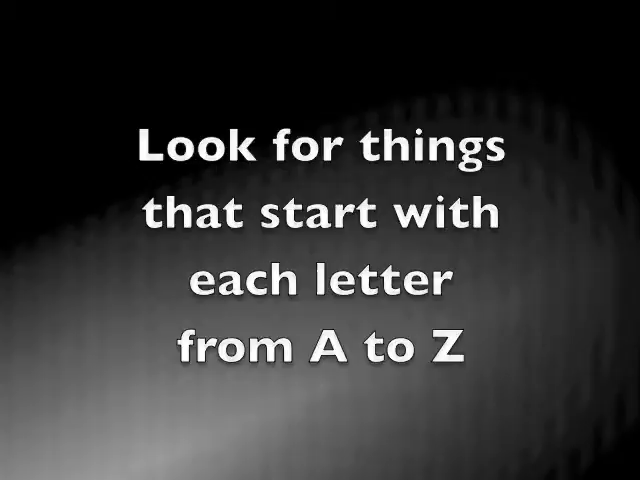 Look for things
that start with
each letter
from A to Z